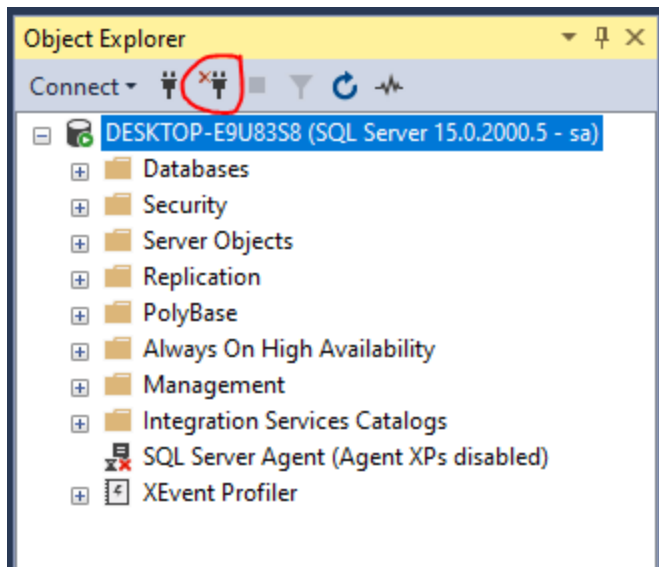 Object Explorer
Connect
DESKTOP-E9U83S8 (SQL Server 15.0.2000.5 - sa)
Databases
Security
Server Objects
Replication
PolyBase
Always On High Availability
Management
Integration Services Catalogs
SQL Server Agent (Agent XPs disabled)
XEvent Profiler